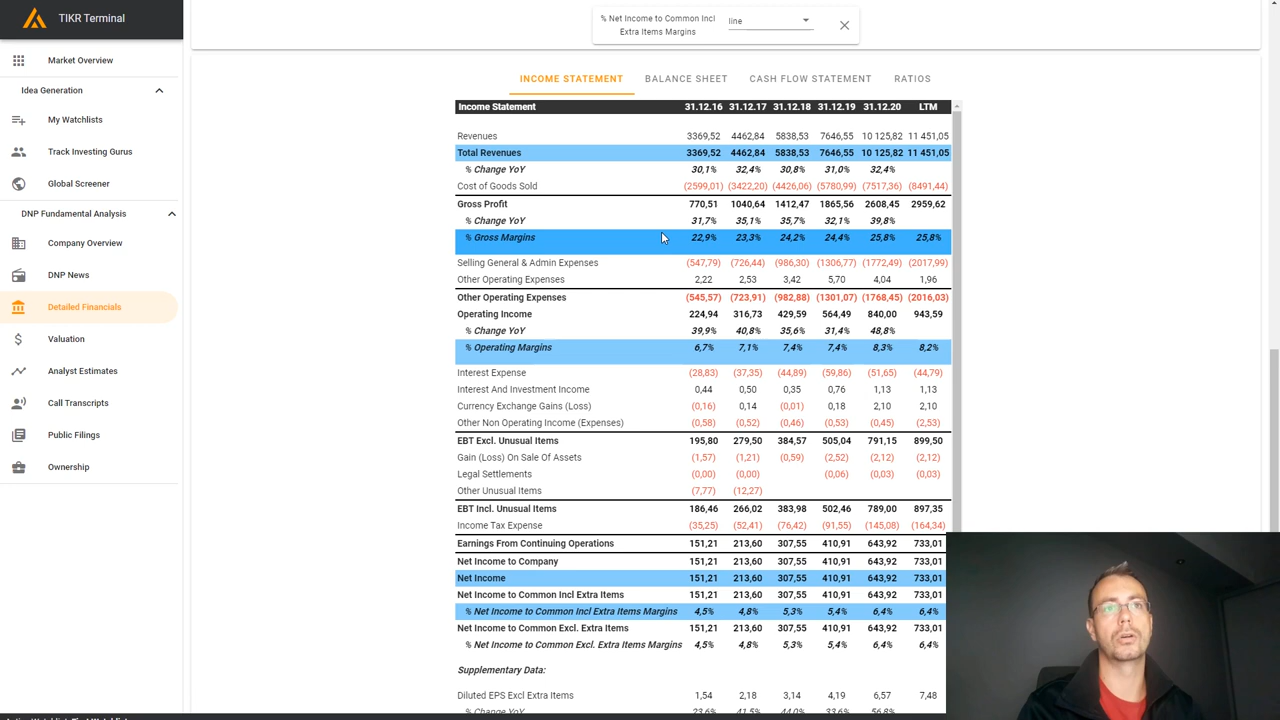 TIKR Terminal
Market Overview
Idea Generation
My Watchlists
Track Investing Gurus
Global Screener
DNP Fundamental Analysis
Company Overview
DNP News
Detailed Financials
Valuation
Analyst Estimates
Call Transcripts
Public Filings
Ownership
% Net Income to Common Incl
Extra Items Margins
line
INCOME STATEMENT BALANCE SHEET CASH FLOW STATEMENT RATIOS
Income Statement 31.12.16 31.12.17 31.12.18 31.12.19 31.12.20 LTM
Revenues 3369,52 4462,84 5838,53 7646,55 10 125,82 11 451,05
Total Revenues 3369,52 4462,84 5838,53 7646,55 10 125,82 11 451,05
% Change YoY 30,1% 32,4% 30,8% 31,0% 32,4%
Cost of Goods Sold (2599,01) (3422,20) (4426,06) (5780,99) (7517,36) (8491,44)
Gross Profit 770,51 1040,64 1412,47 1865,56 2608,45 2959,62
% Change YoY 31,7% 35,1% 35,7% 32,1% 39,8%
% Gross Margins 22,9% 23,3% 24,2% 24,4% 25,8% 25,8%
Selling General & Admin Expenses (547,79) (726,44) (986,30) (1306,77) (1772,49) (2017,99)
Other Operating Expenses 2,22 2,53 3,42 5,70 4,04 1,96
Other Operating Expenses (545,57) (723,91) (982,88) (1301,07) (1768,45) (2016,03)
Operating Income 224,94 316,73 429,59 564,49 840,00 943,59
% Change YoY 39,9% 40,8% 35,6% 31,4% 48,8%
% Operating Margins 6,7% 7,1% 7,4% 7,4% 8,3% 8,2%
Interest Expense (28,83) (37,35) (44,89) (59,86) (51,65) (44,79)
Interest And Investment Income 0,44 0,50 0,35 0,76 1,13 1,13
Currency Exchange Gains (Loss) (0,16) 0,14 (0,01) 0,18 2,10 2,10
Other Non Operating Income (Expenses) (0,58) (0,52) (0,46) (0,53) (0,45) (2,53)
EBT Excl. Unusual Items 195,80 279,50 384,57 505,04 791,15 899,50
Gain (Loss) On Sale Of Assets (1,57) (1,21) (0,59) (2,52) (2,12) (2,12)
Legal Settlements (0,00) (0,00) (0,06) (0,03) (0,03)
Other Unusual Items (7,77) (12,27)
EBT Incl. Unusual Items 186,46 266,02 383,98 502,46 789,00 897,35
Income Tax Expense (35,25) (52,41) (76,42) (91,55) (145,08) (164,34)
Earnings From Continuing Operations 151,21 213,60 307,55 410,91 643,92 733,01
Net Income to Company 151,21 213,60 307,55 410,91 643,92 733,01
Net Income 151,21 213,60 307,55 410,91 643,92 733,01
Net Income to Common Incl Extra Items 151,21 213,60 307,55 410,91 643,92 733,01
% Net Income to Common Incl Extra Items Margins 4,5% 4,8% 5,3% 5,4% 6,4% 6,4%
Net Income to Common Excl. Extra Items 151,21 213,60 307,55 410,91 643,92 733,01
% Net Income to Common Excl. Extra Items Margins 4,5% 4,8% 5,3% 5,4% 6,4% 6,4%
Supplementary Data:
Diluted EPS Excl Extra Items 1,54 2,18 3,14 4,19 6,57 7,48
% Change YoY 23,6% 41,5% 44,0% 33,6% 56,8%